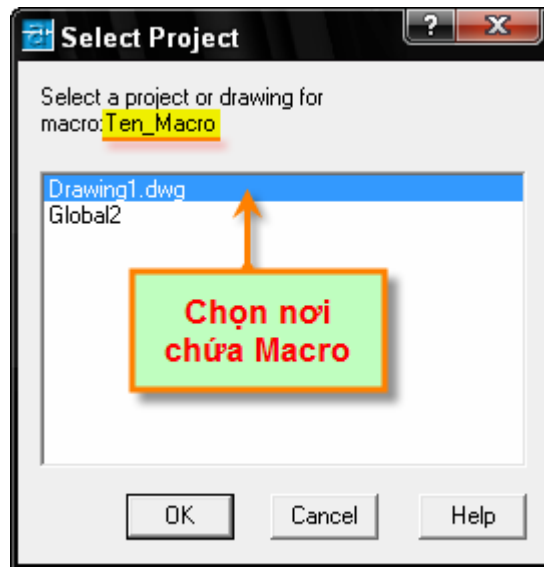 Select Project
Select a project or drawing for
macro:Ten_Macro
Drawing1.dwg
Global2
Chọn nơi
chứa Macro
OK Cancel Help